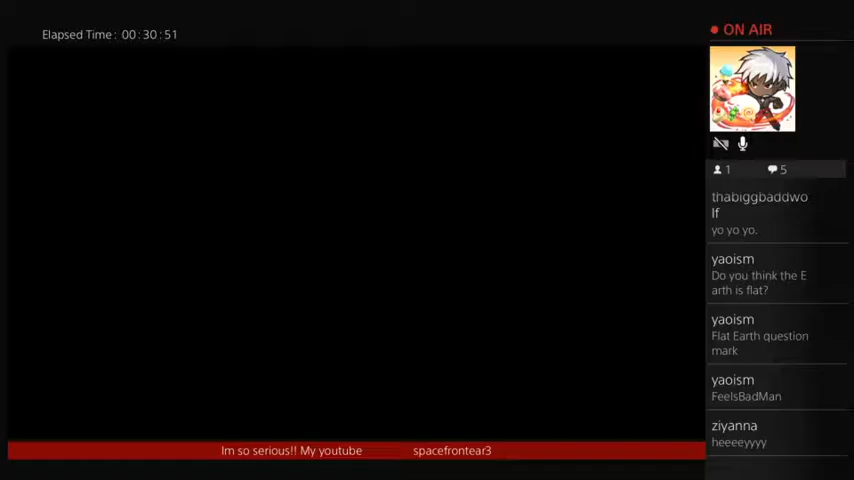 Elapsed Time: 00:30:51
ON AIR
1 5
thabiggbaddwo
lf
yo yo yo.
yaoism
Do you think the E
arth is flat?
yaoism
Flat Earth question
mark
yaoism
FeelsBadMan
ziyanna
heeeeyyyy
Im so serious!! My youtube spacefrontear3